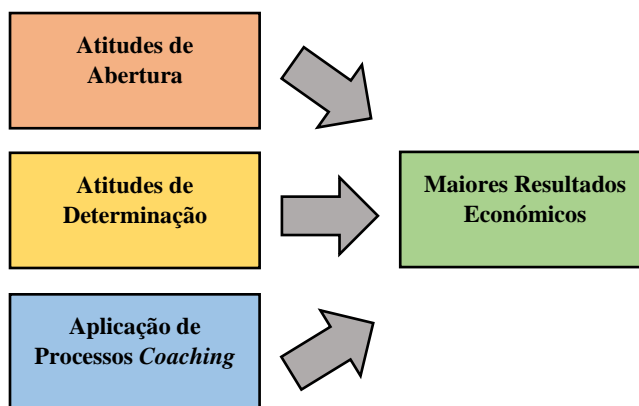 Atitudes de
Abertura
Atitudes de
Determinação
Maiores Resultados
Económicos
Aplicação de
Processos Coaching